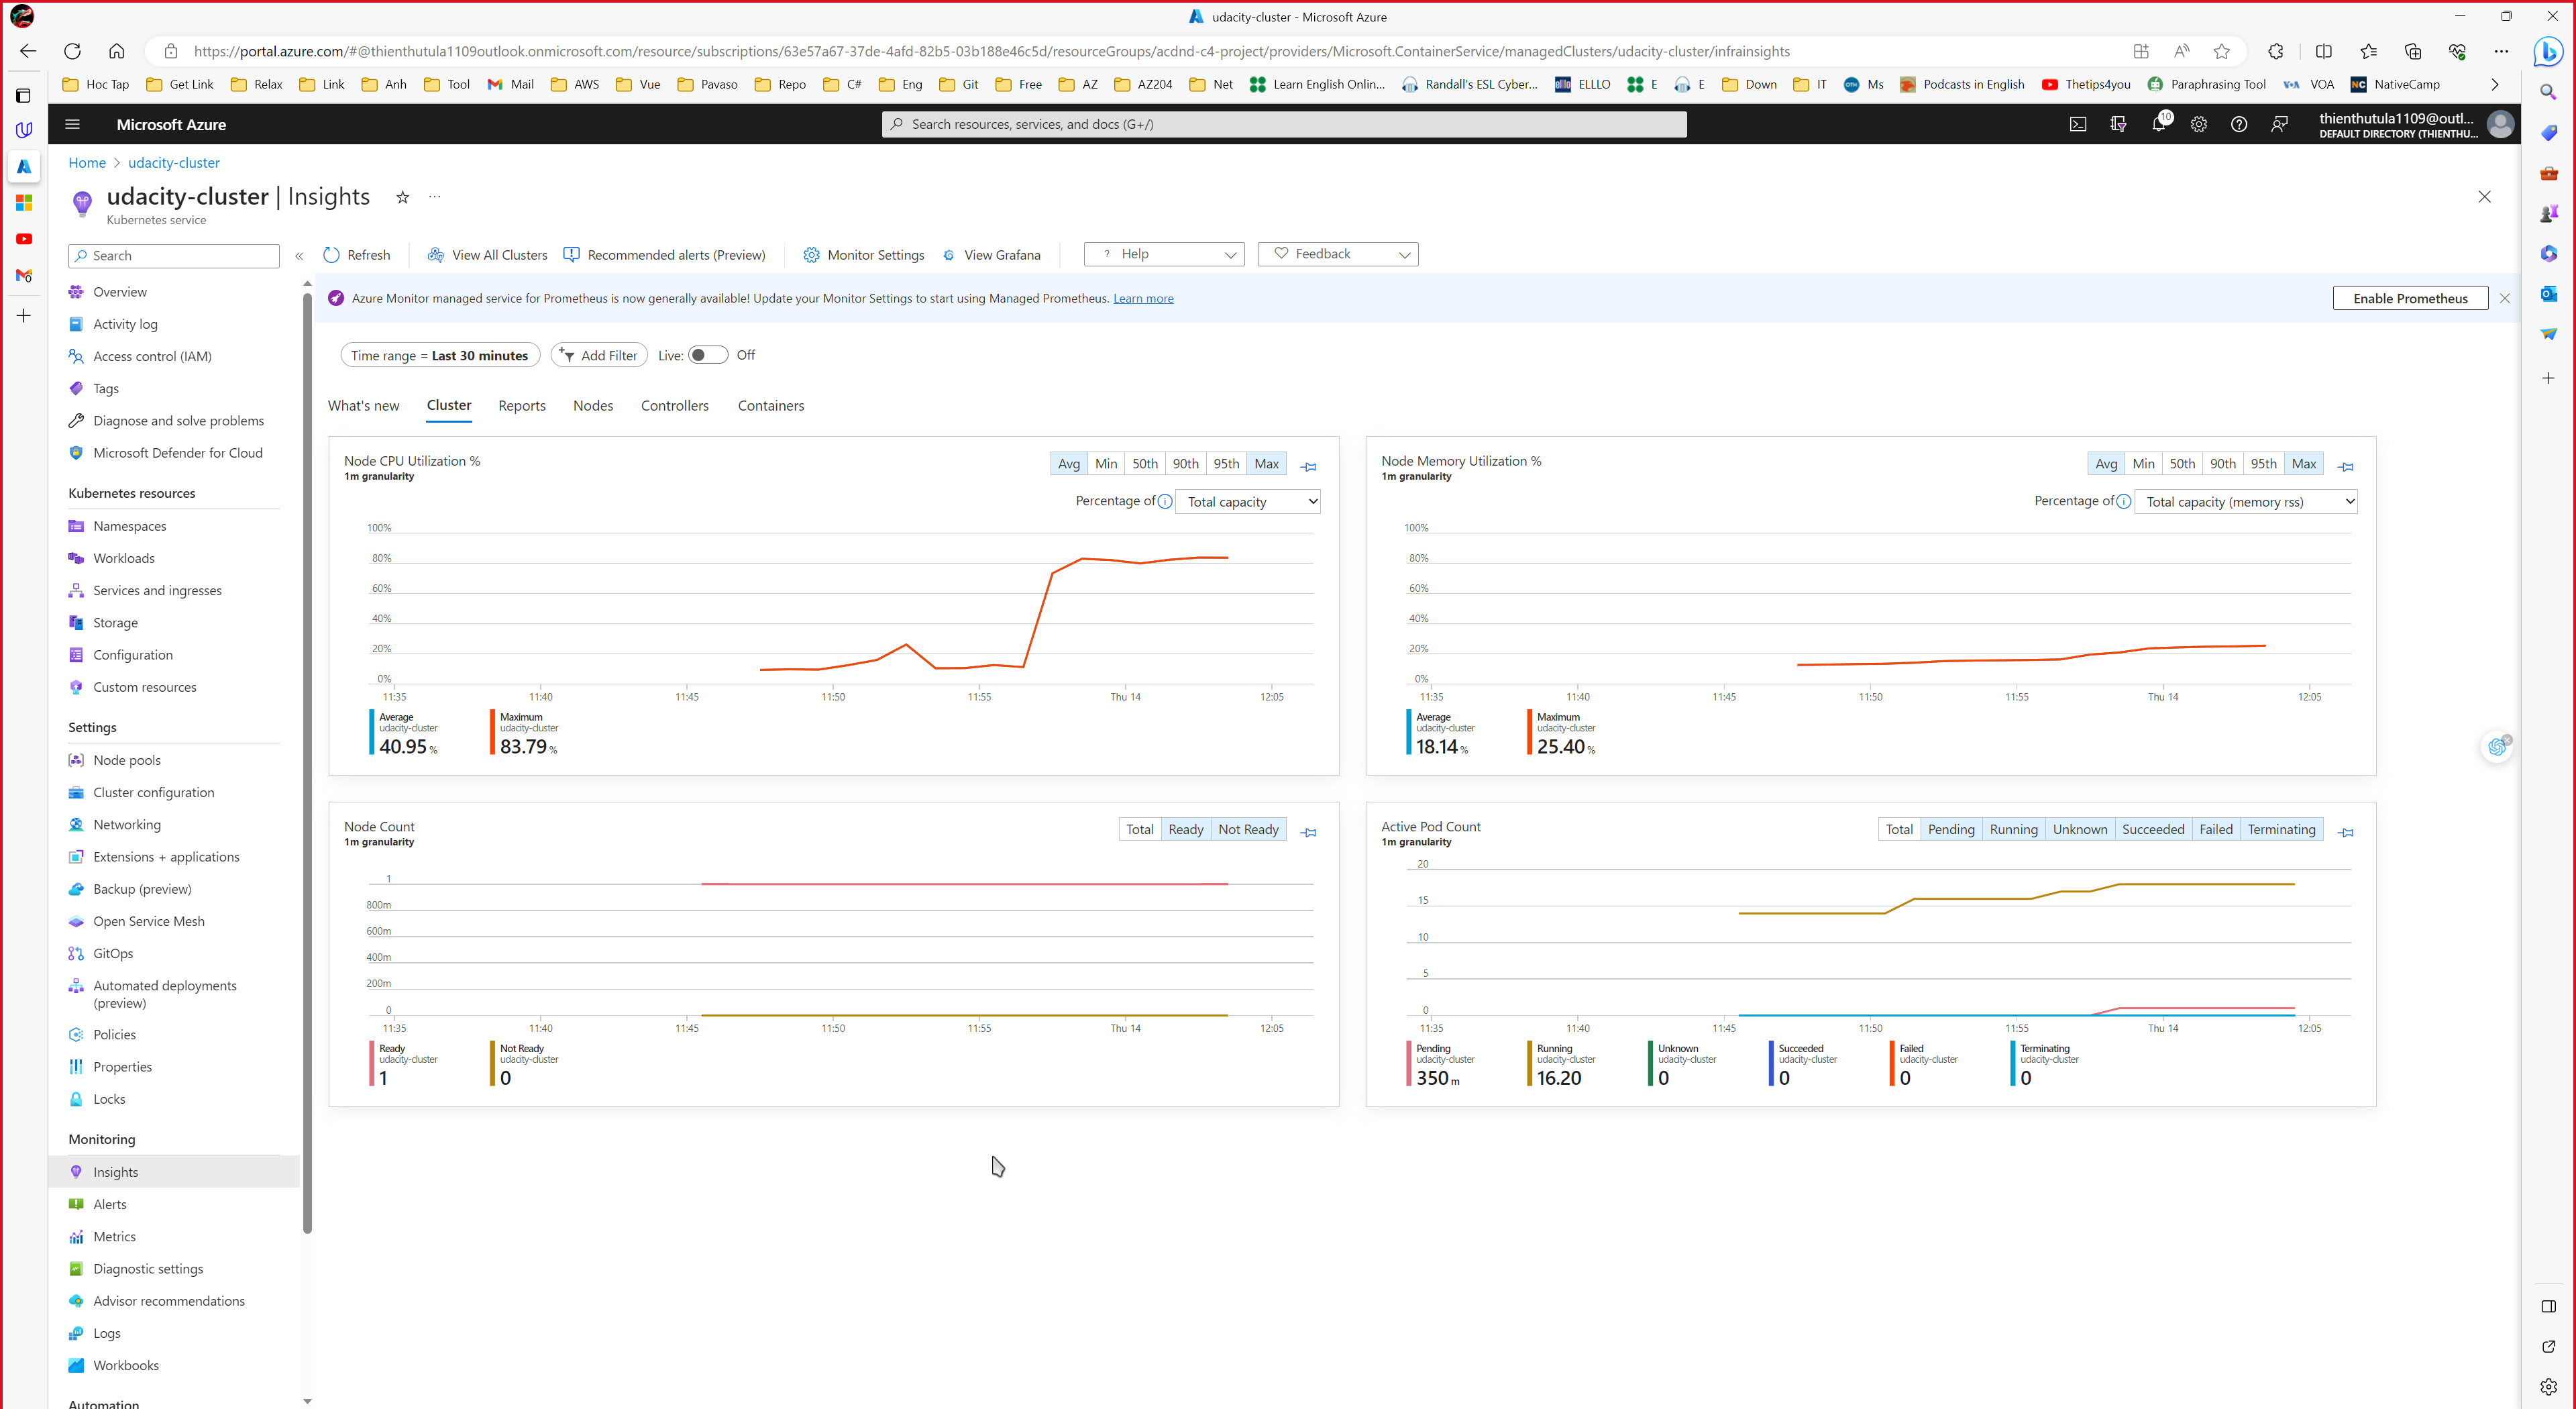 udacity-cluster - Microsoft Azure
https://portal.azure.com/#@thienthutula1109outlook.onmicrosoft.com/resource/subscriptions/63e57a67-37de-4afd-82b5-03b188e46c5d/resourceGroups/acdnd-c4-project/providers/Microsoft.ContainerService/managedClusters/udacity-cluster/infrainsights
Hoc Tap Get Link Relax Link Anh Tool Mail AWS Vue Pavaso Repo C# Eng Git Free AZ AZ204 Net Learn English Onlin... Randall's ESL Cyber... ELLLO E E Down IT Ms Podcasts in English Thetips4you Paraphrasing Tool VOA NativeCamp
Microsoft Azure
Search resources, services, and docs (G+/)
10
thienthutula1109@outl...
DEFAULT DIRECTORY (THIENTHU...
Home > udacity-cluster
udacity-cluster | Insights
Kubernetes service
Search
Refresh View All Clusters Recommended alerts (Preview) Monitor Settings View Grafana ? Help Feedback
Azure Monitor managed service for Prometheus is now generally available! Update your Monitor Settings to start using Managed Prometheus. Learn more
Enable Prometheus
Time range = Last 30 minutes Add Filter Live: Off
What's new Cluster Reports Nodes Controllers Containers
Overview
Activity log
Access control (IAM)
Tags
Diagnose and solve problems
Microsoft Defender for Cloud
Kubernetes resources
Namespaces
Workloads
Services and ingresses
Storage
Configuration
Custom resources
Settings
Node pools
Cluster configuration
Networking
Extensions + applications
Backup (preview)
Open Service Mesh
GitOps
Automated deployments
(preview)
Policies
Properties
Locks
Monitoring
Insights
Alerts
Metrics
Diagnostic settings
Advisor recommendations
Logs
Workbooks
Automation
Node CPU Utilization %
1m granularity
Avg Min 50th 90th 95th Max
Percentage of Total capacity
100%
80%
60%
40%
20%
0%
11:35 11:40 11:45 11:50 11:55 Thu 14 12:05
Average Maximum
udacity-cluster udacity-cluster
40.95 % 83.79 %
Node Memory Utilization %
1m granularity
Avg Min 50th 90th 95th Max
Percentage of Total capacity (memory rss)
100%
80%
60%
40%
20%
0%
11:35 11:40 11:45 11:50 11:55 Thu 14 12:05
Average Maximum
udacity-cluster udacity-cluster
18.14 % 25.40 %
Node Count
1m granularity
Total Ready Not Ready
1
800m
600m
400m
200m
0
11:35 11:40 11:45 11:50 11:55 Thu 14 12:05
Ready Not Ready
udacity-cluster udacity-cluster
1 0
Active Pod Count
1m granularity
Total Pending Running Unknown Succeeded Failed Terminating
20
15
10
5
0
11:35 11:40 11:45 11:50 11:55 Thu 14 12:05
Pending Running Unknown Succeeded Failed Terminating
udacity-cluster udacity-cluster udacity-cluster udacity-cluster udacity-cluster udacity-cluster
350 m 16.20 0 0 0 0